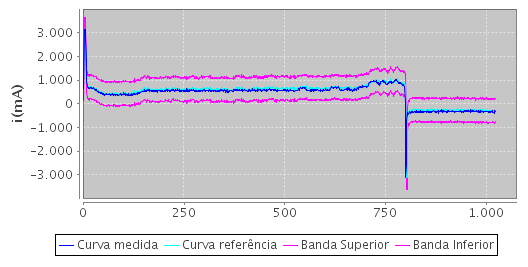 3.000
2.000
1.000
0
-1.000
-2.000
-3.000
i(mA)
0 250 500 750 1.000
Curva medida Curva referência Banda Superior Banda Inferior